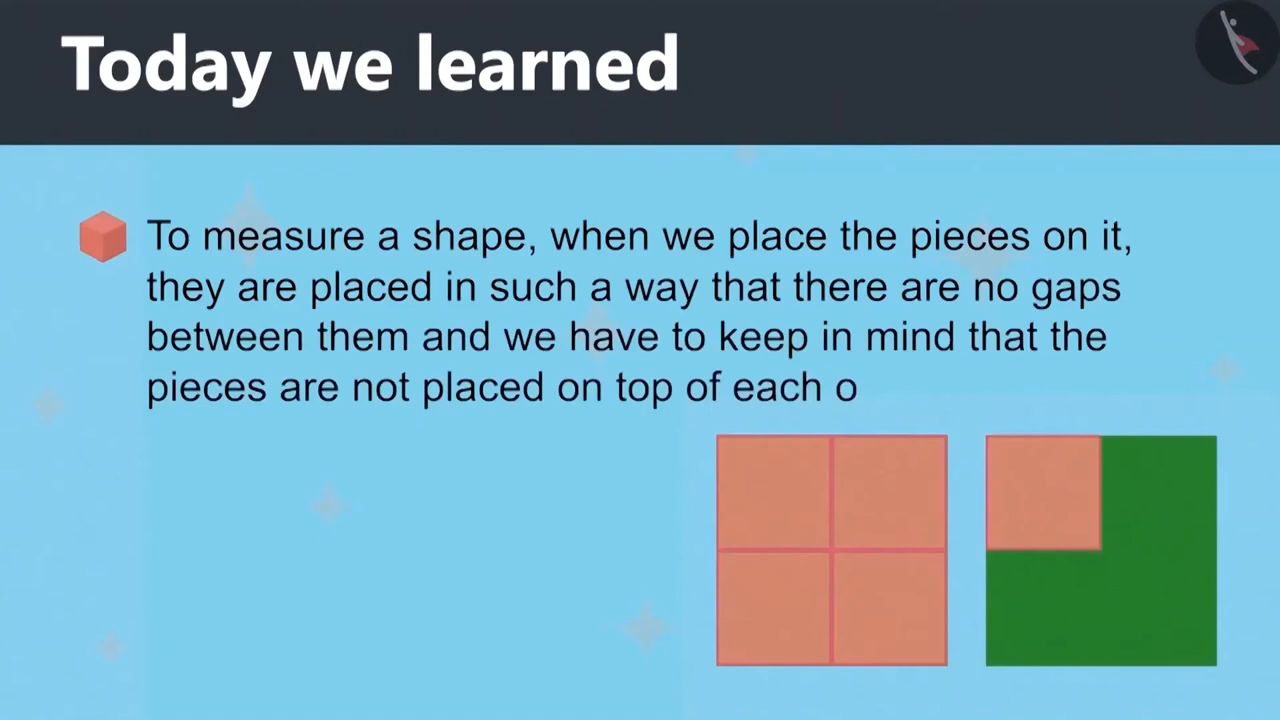 Today we learned
To measure a shape, when we place the pieces on it,
they are placed in such a way that there are no gaps
between them and we have to keep in mind that the
pieces are not placed on top of each o